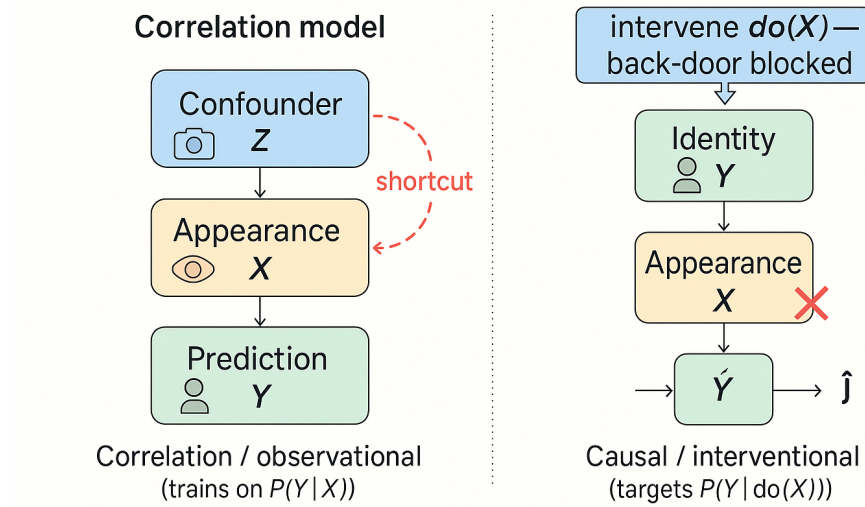 Correlation model
Confounder
Z
shortcut
Appearance
X
Prediction
Y
Correlation / observational
(trains on P(Y|X))
intervene do(X)—
back-door blocked
Identity
Y
Appearance
X
Ý
ĵ
Causal / interventional
(targets P(Y|do(X)))